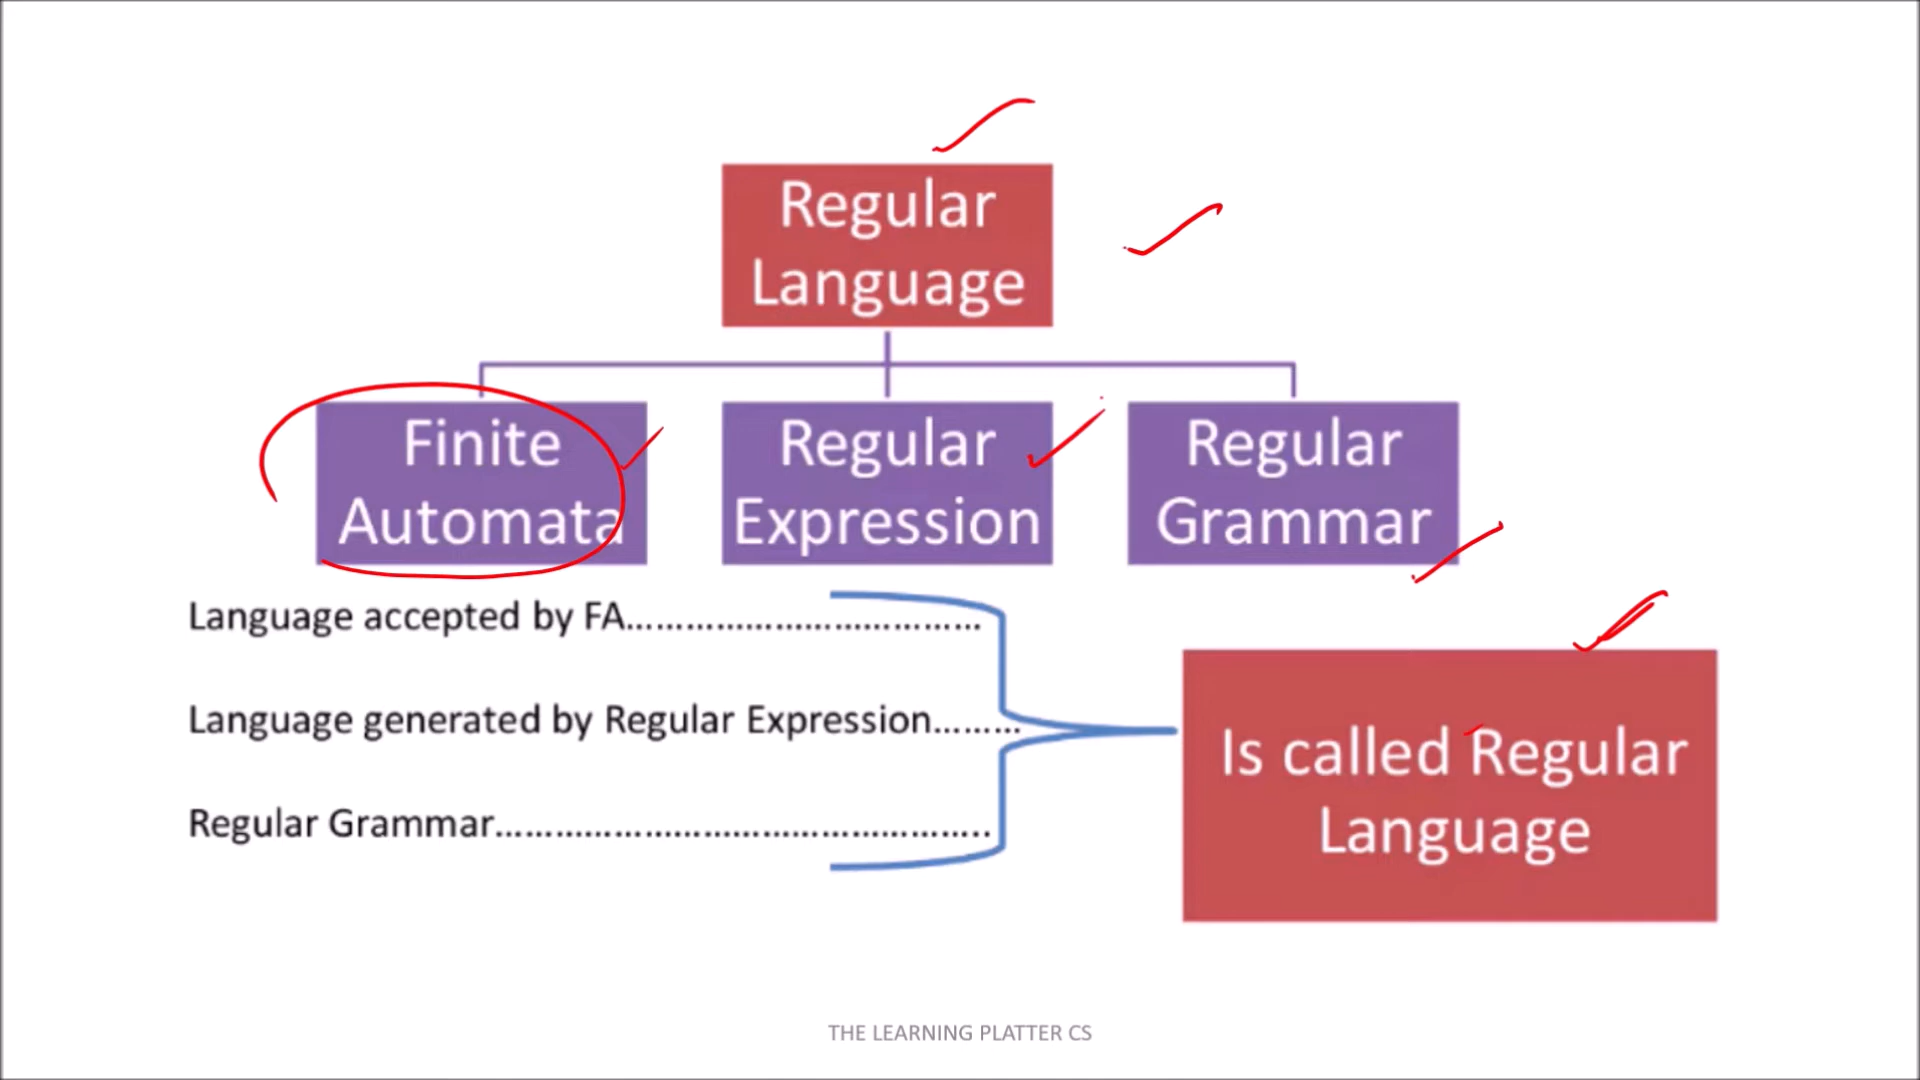 Regular
Language
Finite
Automata
Regular
Expression
Regular
Grammar
Language accepted by FA....................................
Language generated by Regular Expression.........
Regular Grammar..................................................
Is called Regular
Language
THE LEARNING PLATTER CS